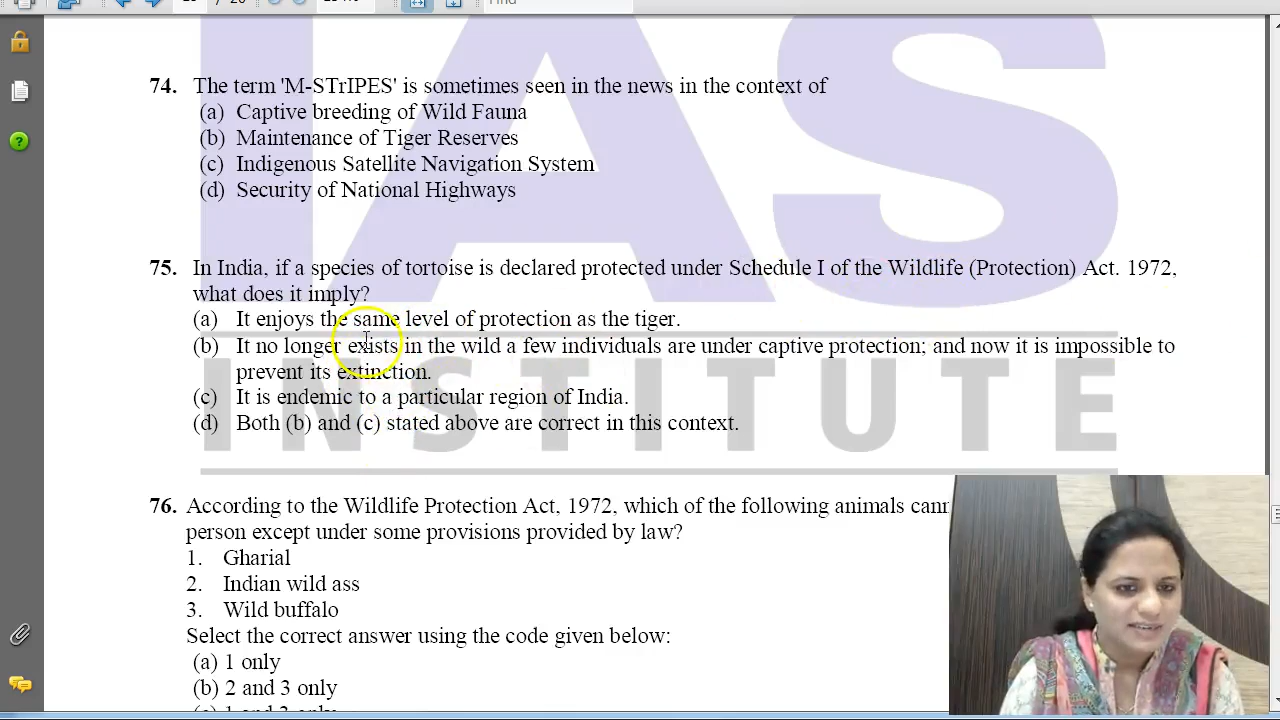 Find
74. The term 'M-STrIPES' is sometimes seen in the news in the context of
(a) Captive breeding of Wild Fauna
(b) Maintenance of Tiger Reserves
(c) Indigenous Satellite Navigation System
(d) Security of National Highways
IAS
75. In India, if a species of tortoise is declared protected under Schedule I of the Wildlife (Protection) Act. 1972,
what does it imply?
(a) It enjoys the same level of protection as the tiger.
(b) It no longer exists in the wild a few individuals are under captive protection; and now it is impossible to
prevent its extinction.
(c) It is endemic to a particular region of India.
(d) Both (b) and (c) stated above are correct in this context.
INSTITUTE
76. According to the Wildlife Protection Act, 1972, which of the following animals
person except under some provisions provided by law?
1. Gharial
2. Indian wild ass
3. Wild buffalo
Select the correct answer using the code given below:
(a) 1 only
(b) 2 and 3 only